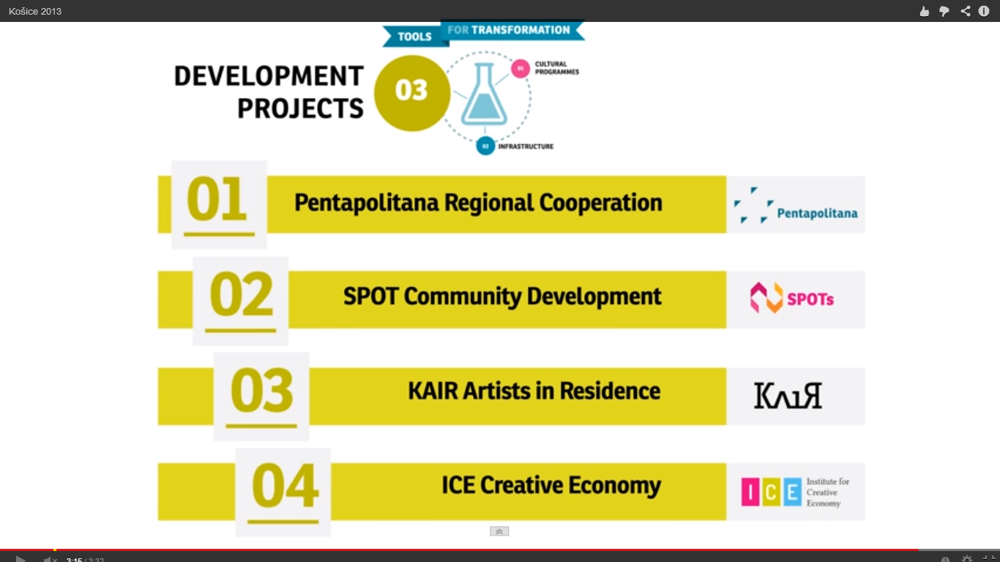 Košice 2013
TOOLS FOR TRANSFORMATION
DEVELOPMENT
PROJECTS
03
01
CULTURAL
PROGRAMMES
02
INFRASTRUCTURE
01
Pentapolitana Regional Cooperation
Pentapolitana
02
SPOT Community Development
SPOTs
03
KAIR Artists in Residence
KΛıЯ
04
ICE Creative Economy
I C E
Institute for
Creative
Economy
3:15 / 3:32